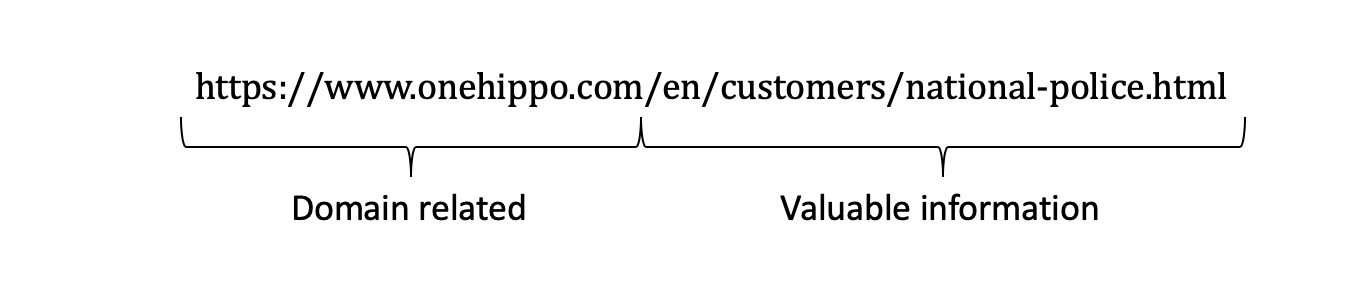 https://www.onehippo.com/en/customers/national-police.html
Domain related
Valuable information